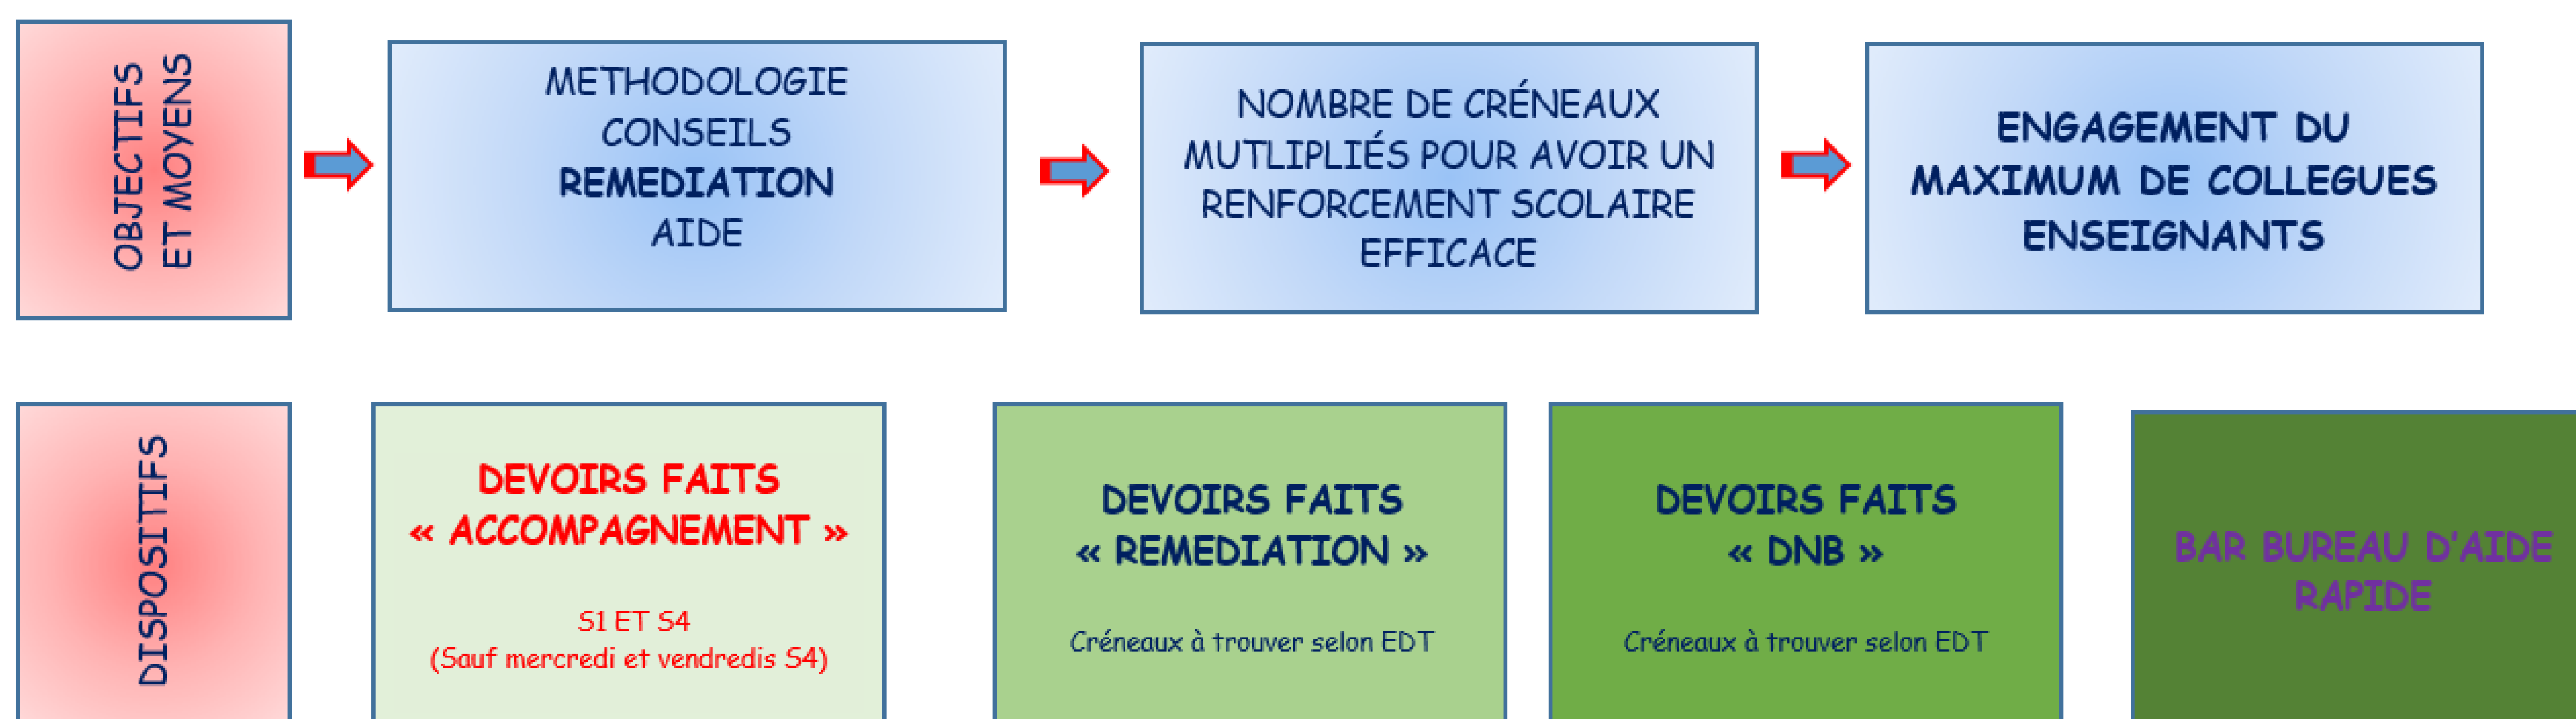 OBJECTIFS
ET MOYENS
METHODOLOGIE
CONSEILS
REMEDIATION
AIDE
NOMBRE DE CRÉNEAUX
MUTLIPLIÉS POUR AVOIR UN
RENFORCEMENT SCOLAIRE
EFFICACE
ENGAGEMENT DU
MAXIMUM DE COLLEGUES
ENSEIGNANTS
DISPOSITIFS
DEVOIRS FAITS
« ACCOMPAGNEMENT »
S1 ET S4
(Sauf mercredi et vendredis S4)
DEVOIRS FAITS
« REMEDIATION »
Créneaux à trouver selon EDT
DEVOIRS FAITS
« DNB »
Créneaux à trouver selon EDT
BAR BUREAU D'AIDE
RAPIDE